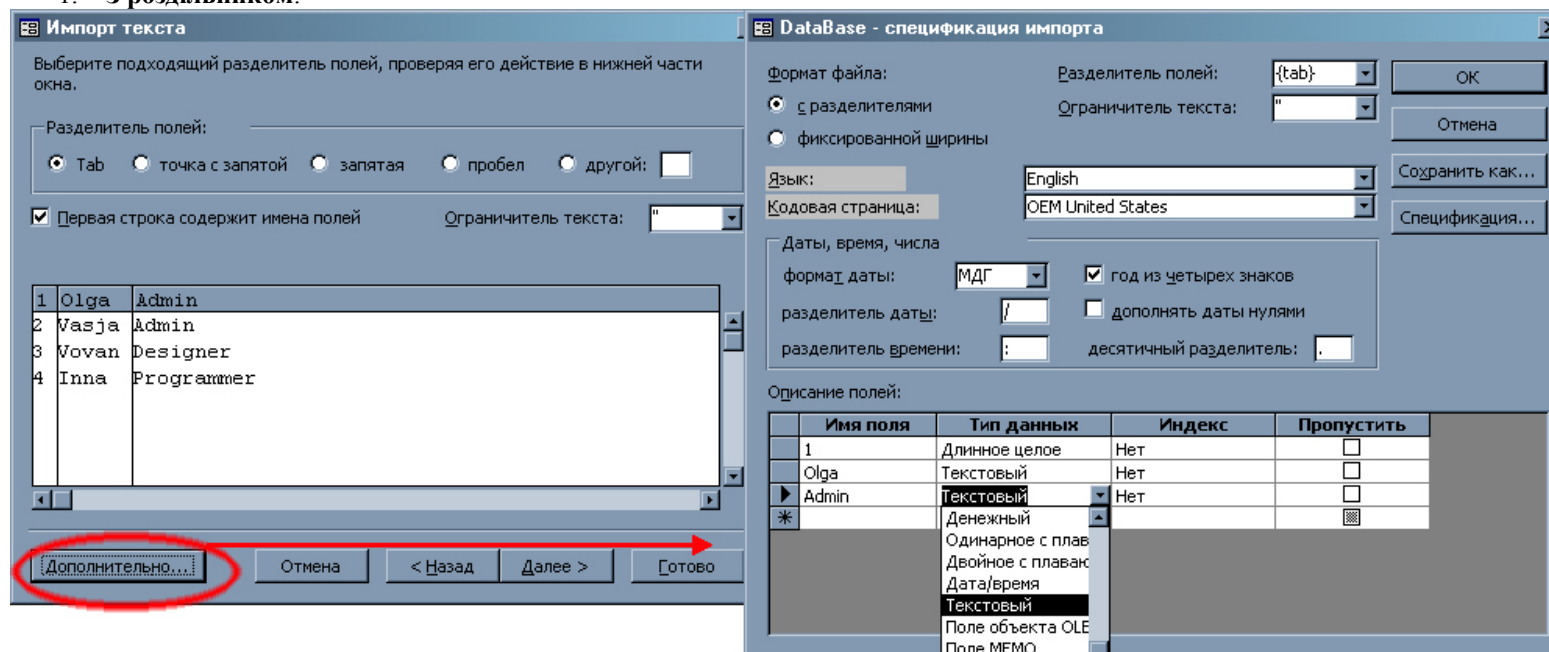 З роздільником.
Импорт текста
Выберите подходящий разделитель полей, проверяя его действие в нижней части
окна.
Разделитель полей:
Tab точка с запятой запятая пробел другой:
Первая строка содержит имена полей Ограничитель текста: "
1 Olga Admin
2 Vasja Admin
3 Vovan Designer
4 Inna Programmer
Дополнительно... Отмена < Назад Далее > Готово
DataBase - спецификация импорта
Формат файла: Разделитель полей: {tab} ОК
с разделителями Ограничитель текста: "
Отмена
фиксированной ширины
Язык: English Сохранить как...
Кодовая страница: OEM United States
Спецификация...
Даты, время, числа
формат даты: МДГ год из четырех знаков
разделитель даты: / дополнять даты нулями
разделитель времени: : десятичный разделитель: .
Описание полей:
Имя поля Тип данных Индекс Пропустить
1 Длинное целое Нет
Olga Текстовый Нет
Admin Текстовый Нет
Денежный
Одинарное с плав
Двойное с плаваю
Дата/время
Текстовый
Поле объекта OLE
Поле МЕМО